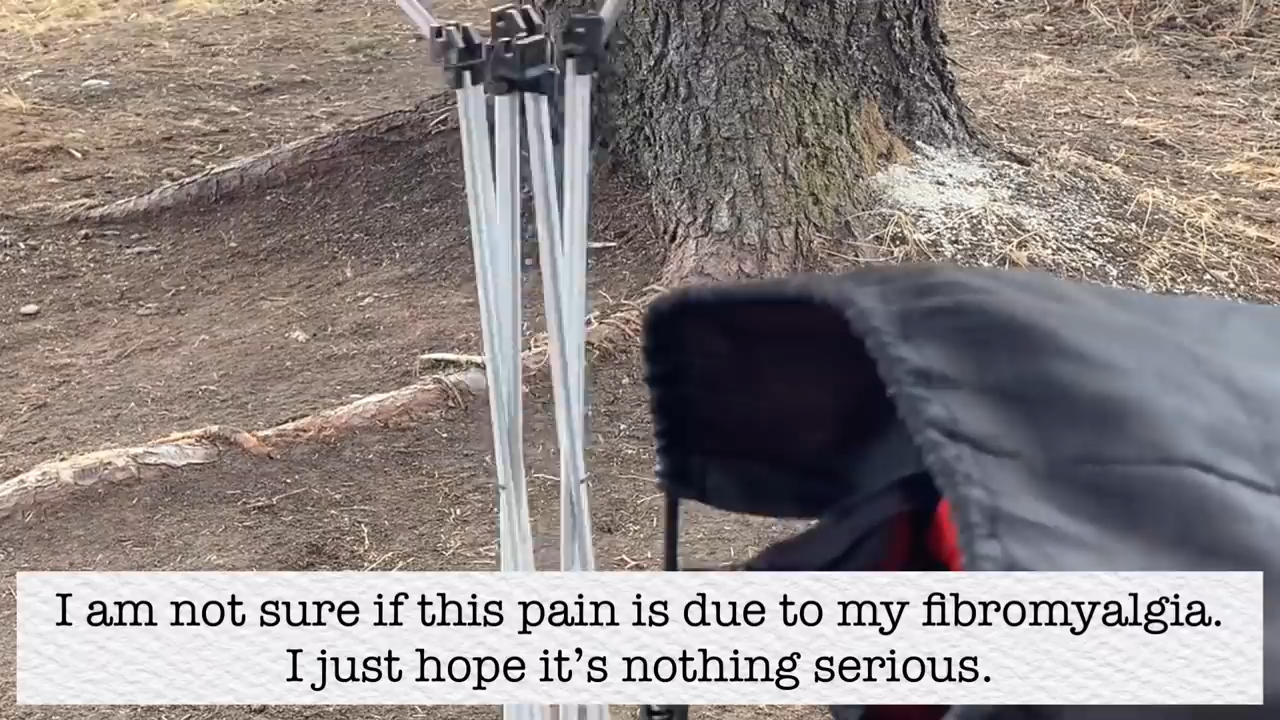 I am not sure if this pain is due to my fibromyalgia.
I just hope it's nothing serious.